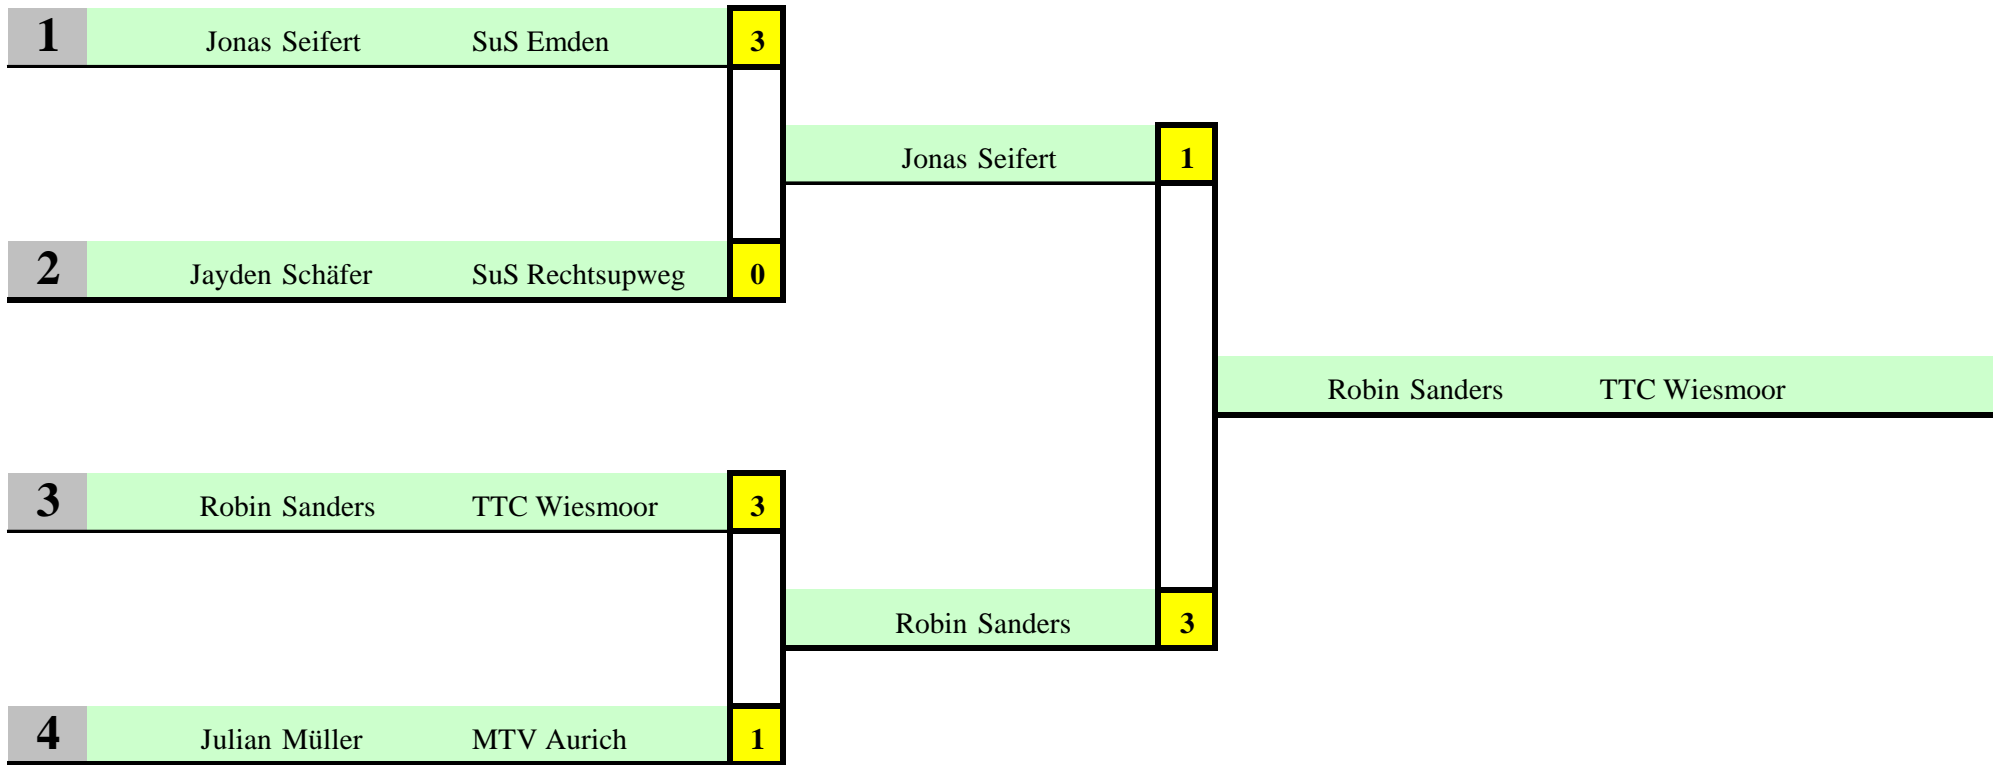 1 Jonas Seifert SuS Emden 3
Jonas Seifert 1
2 Jayden Schäfer SuS Rechtsupweg 0
Robin Sanders TTC Wiesmoor
3 Robin Sanders TTC Wiesmoor 3
Robin Sanders 3
4 Julian Müller MTV Aurich 1